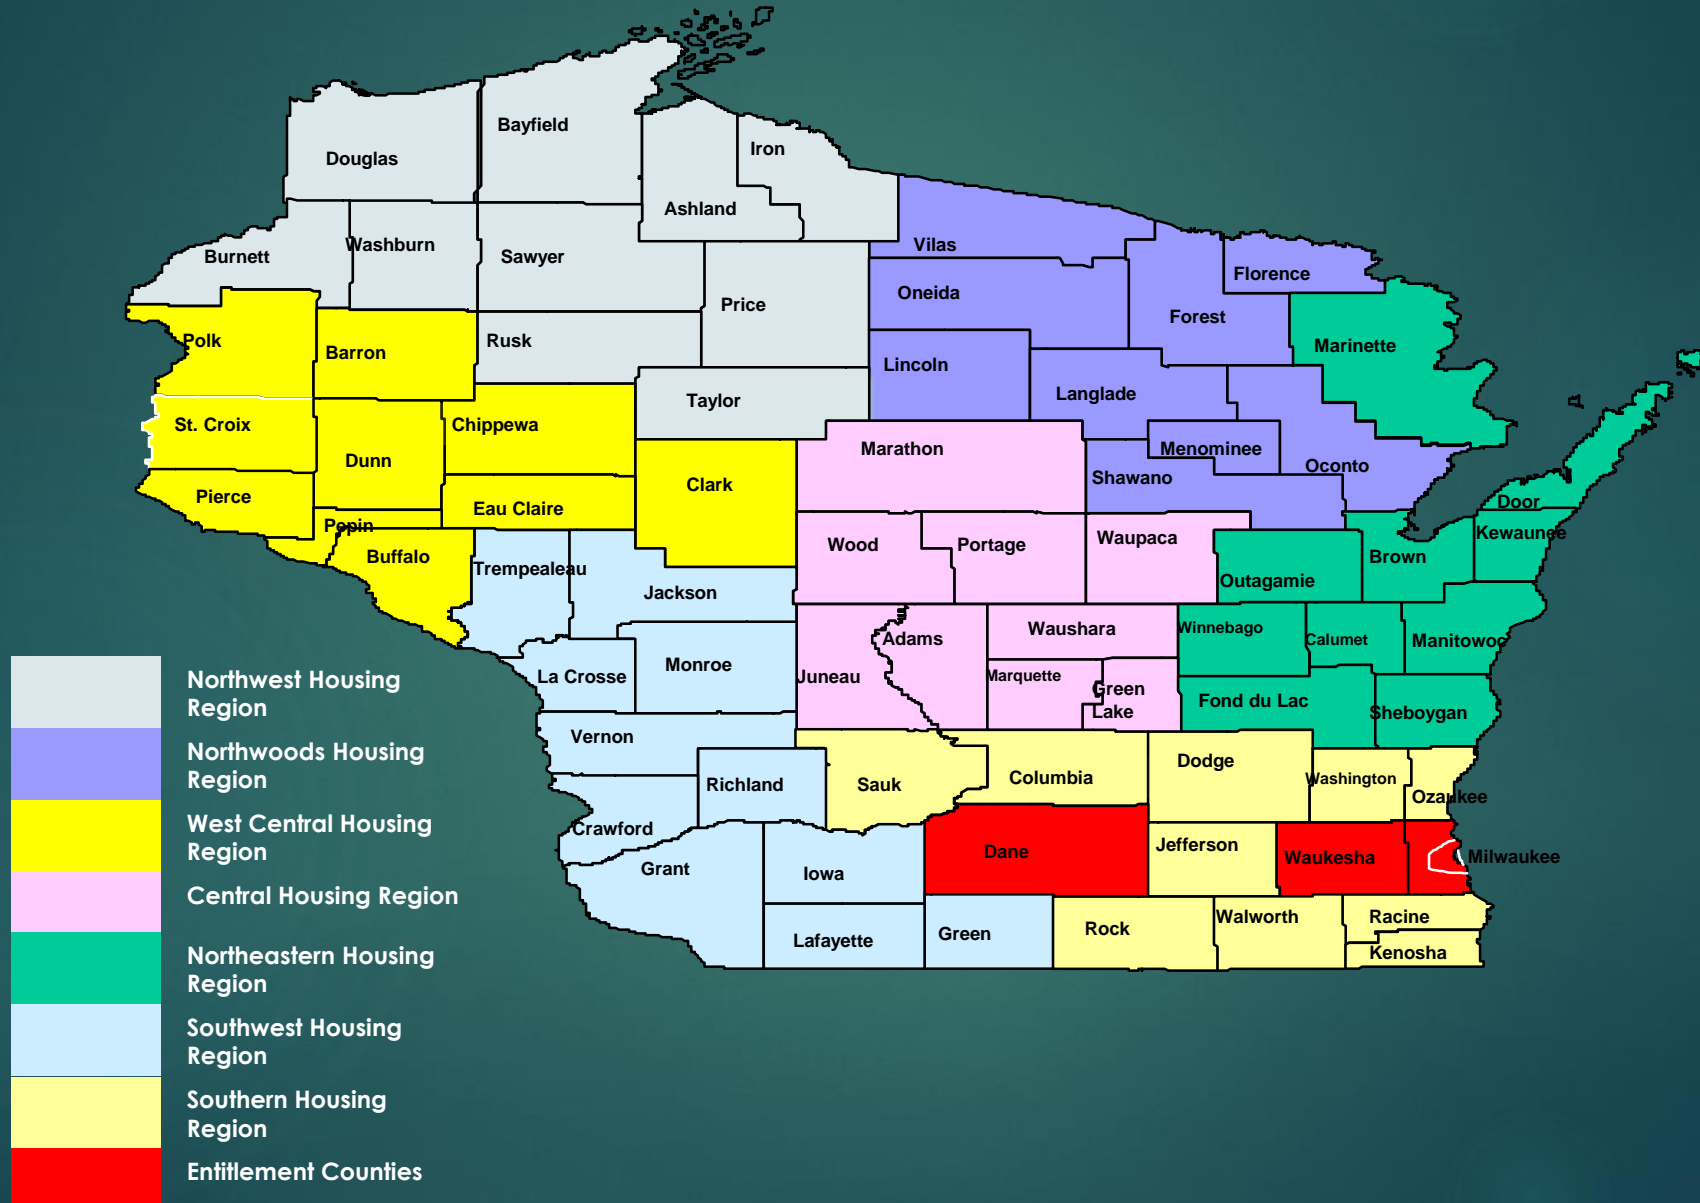 Bayfield
Douglas
Iron
Ashland
Washburn
Burnett
Sawyer
Vilas
Florence
Oneida
Price
Forest
Polk
Barron
Rusk
Marinette
Lincoln
Langlade
Taylor
St. Croix
Chippewa
Marathon
Menominee
Dunn
Oconto
Shawano
Clark
Pierce
Eau Claire
Door
Pepin
Kewaunee
Buffalo
Wood
Portage
Waupaca
Brown
Trempealeau
Outagamie
Jackson
Waushara
Winnebago
Adams
Calumet
Manitowoc
Monroe
La Crosse
Juneau
Marquette
Green
Lake
Fond du Lac
Sheboygan
Vernon
Richland
Sauk
Columbia
Dodge
Washington
Ozaukee
Crawford
Dane
Jefferson
Waukesha
Milwaukee
Grant
Iowa
Lafayette
Green
Rock
Walworth
Racine
Kenosha
Northwest Housing
Region
Northwoods Housing
Region
West Central Housing
Region
Central Housing Region
Northeastern Housing
Region
Southwest Housing
Region
Southern Housing
Region
Entitlement Counties